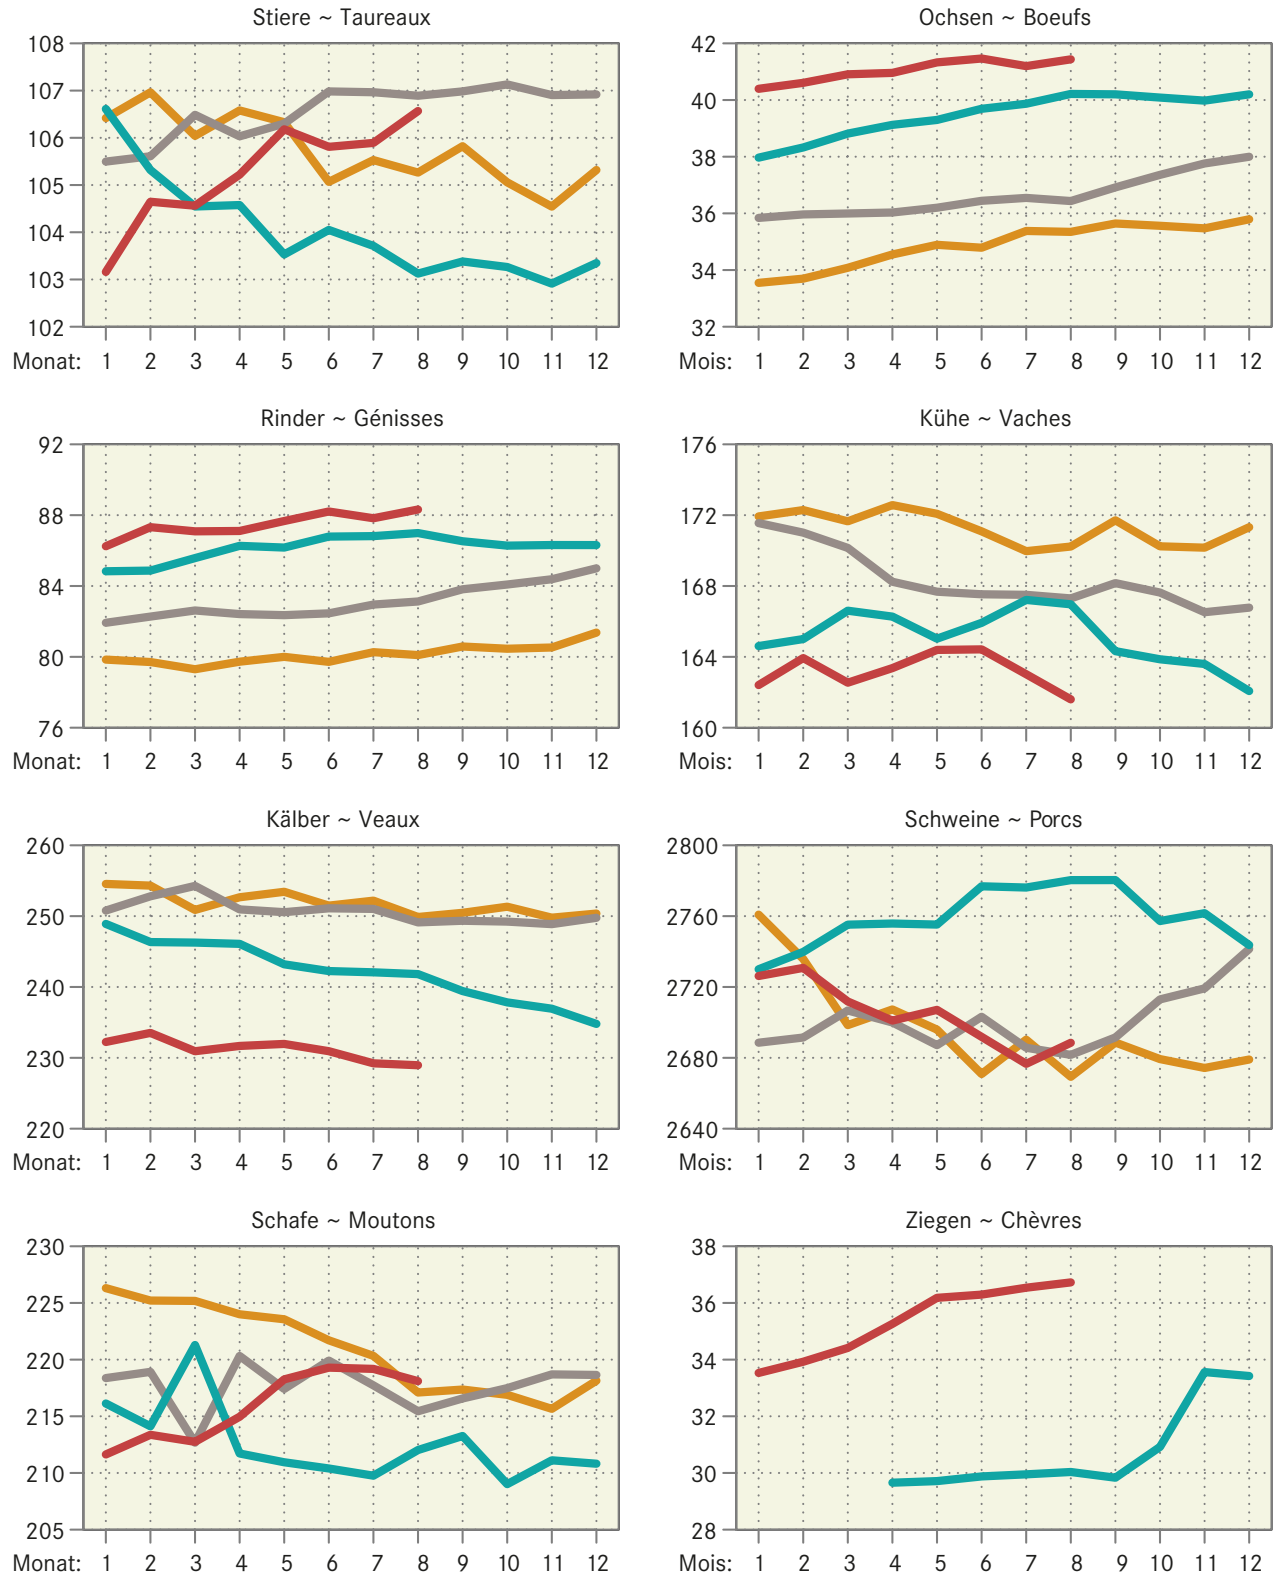 Stiere ~ Taureaux
108
107
106
105
104
103
102
Monat: 1 2 3 4 5 6 7 8 9 10 11 12
Ochsen ~ Boeufs
42
40
38
36
34
32
Mois: 1 2 3 4 5 6 7 8 9 10 11 12
Rinder ~ Génisses
92
88
84
80
76
Monat: 1 2 3 4 5 6 7 8 9 10 11 12
Kühe ~ Vaches
176
172
168
164
160
Mois: 1 2 3 4 5 6 7 8 9 10 11 12
Kälber ~ Veaux
260
250
240
230
220
Monat: 1 2 3 4 5 6 7 8 9 10 11 12
Schweine ~ Porcs
2800
2760
2720
2680
2640
Mois: 1 2 3 4 5 6 7 8 9 10 11 12
Schafe ~ Moutons
230
225
220
215
210
205
Monat: 1 2 3 4 5 6 7 8 9 10 11 12
Ziegen ~ Chèvres
38
36
34
32
30
28
Mois: 1 2 3 4 5 6 7 8 9 10 11 12